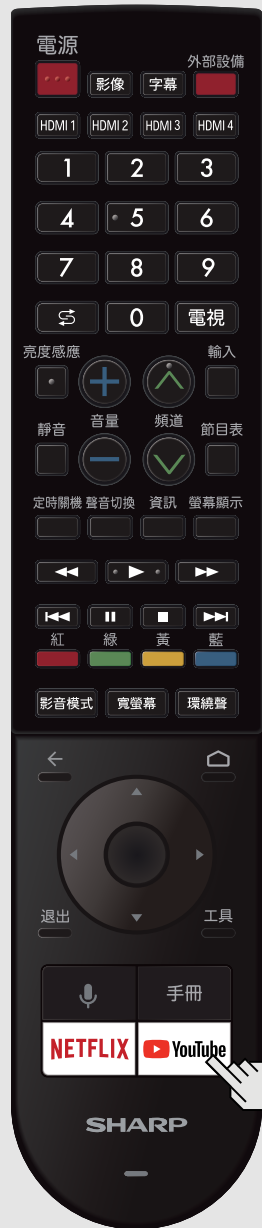 電源
外部設備
影像 字幕
HDMI 1 HDMI 2 HDMI 3 HDMI 4
1 2 3
4 5 6
7 8 9
0 電視
亮度感應 輸入
音量 頻道
靜音 節目表
定時關機 聲音切換 資訊 螢幕顯示
紅 綠 黃 藍
影音模式 寬螢幕 環繞聲
退出 工具
手冊
NETFLIX YouTube
SHARP